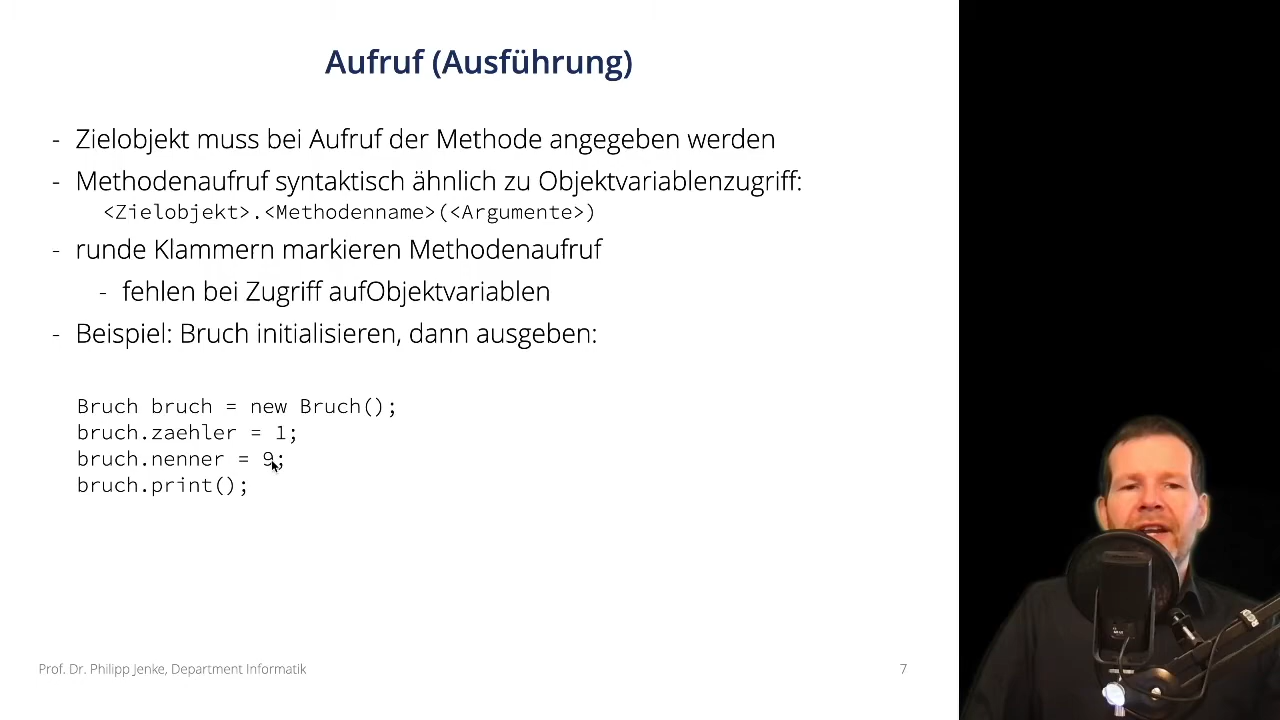 Aufruf (Ausführung)
- Zielobjekt muss bei Aufruf der Methode angegeben werden
- Methodenaufruf syntaktisch ähnlich zu Objektvariablenzugriff:
<Zielobjekt>.<Methodenname>(<Argumente>)
- runde Klammern markieren Methodenaufruf
- fehlen bei Zugriff aufObjektvariablen
- Beispiel: Bruch initialisieren, dann ausgeben:
Bruch bruch = new Bruch();
bruch.zaehler = 1;
bruch.nenner = 9;
bruch.print();
Prof. Dr. Philipp Jenke, Department Informatik
7